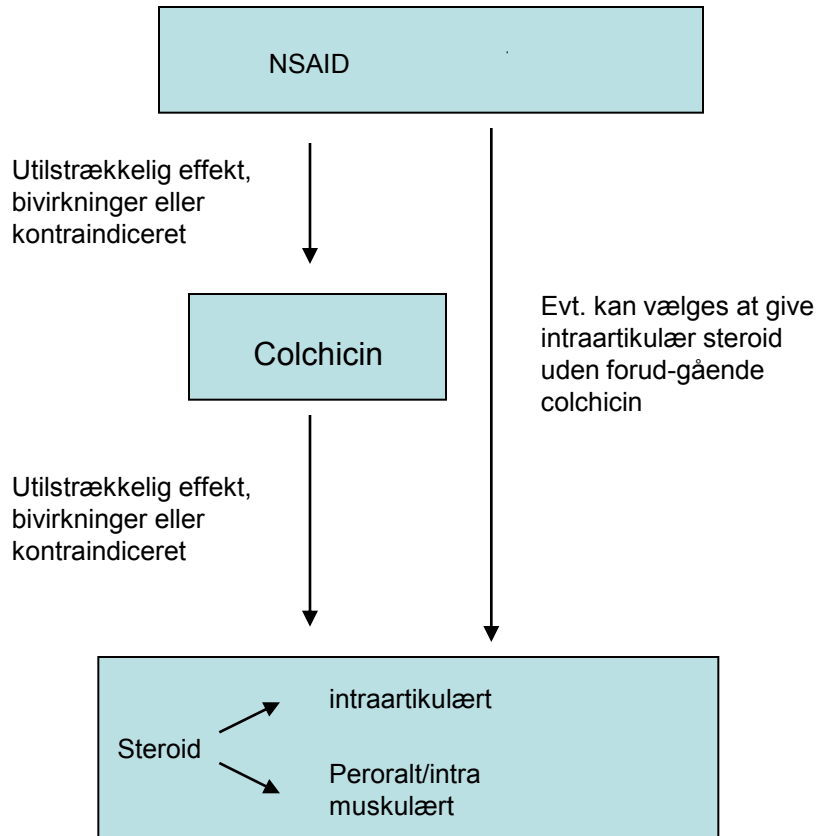 NSAID
Utilstrækkelig effekt,
bivirkninger eller
kontraindiceret
Colchicin
Evt. kan vælges at give
intraartikulær steroid
uden forud-gående
colchicin
Utilstrækkelig effekt,
bivirkninger eller
kontraindiceret
Steroid
intraartikulært
Peroralt/intra
muskulært